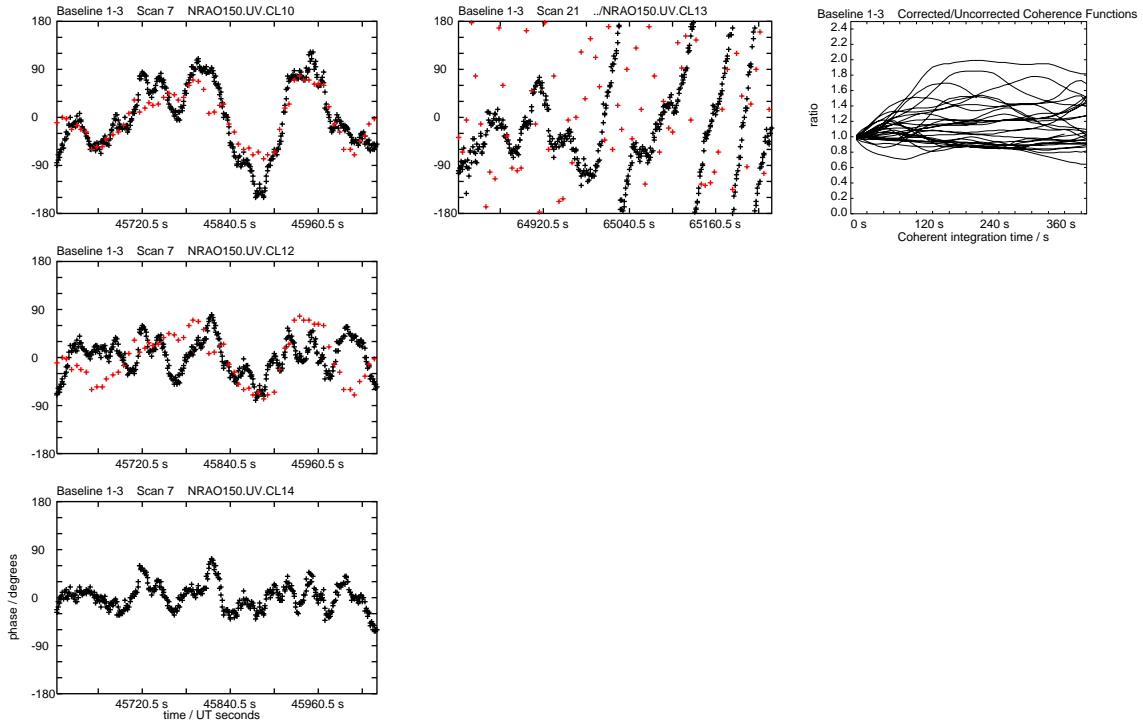 Baseline 1-3 Scan 7 NRAO150.UV.CL10
180
90
0
-90
-180
45720.5 s 45840.5 s 45960.5 s
Baseline 1-3 Scan 21 ../NRAO150.UV.CL13
180
90
0
-90
-180
64920.5 s 65040.5 s 65160.5 s
Baseline 1-3 Corrected/Uncorrected Coherence Functions
2.4
2.2
2.0
1.8
1.6
1.4
1.2
1.0
0.8
0.6
0.4
0.2
0.0
ratio
0 s 120 s 240 s 360 s
Coherent integration time / s
Baseline 1-3 Scan 7 NRAO150.UV.CL12
180
90
0
-90
-180
45720.5 s 45840.5 s 45960.5 s
Baseline 1-3 Scan 7 NRAO150.UV.CL14
180
90
0
-90
-180
phase / degrees
45720.5 s 45840.5 s 45960.5 s
time / UT seconds